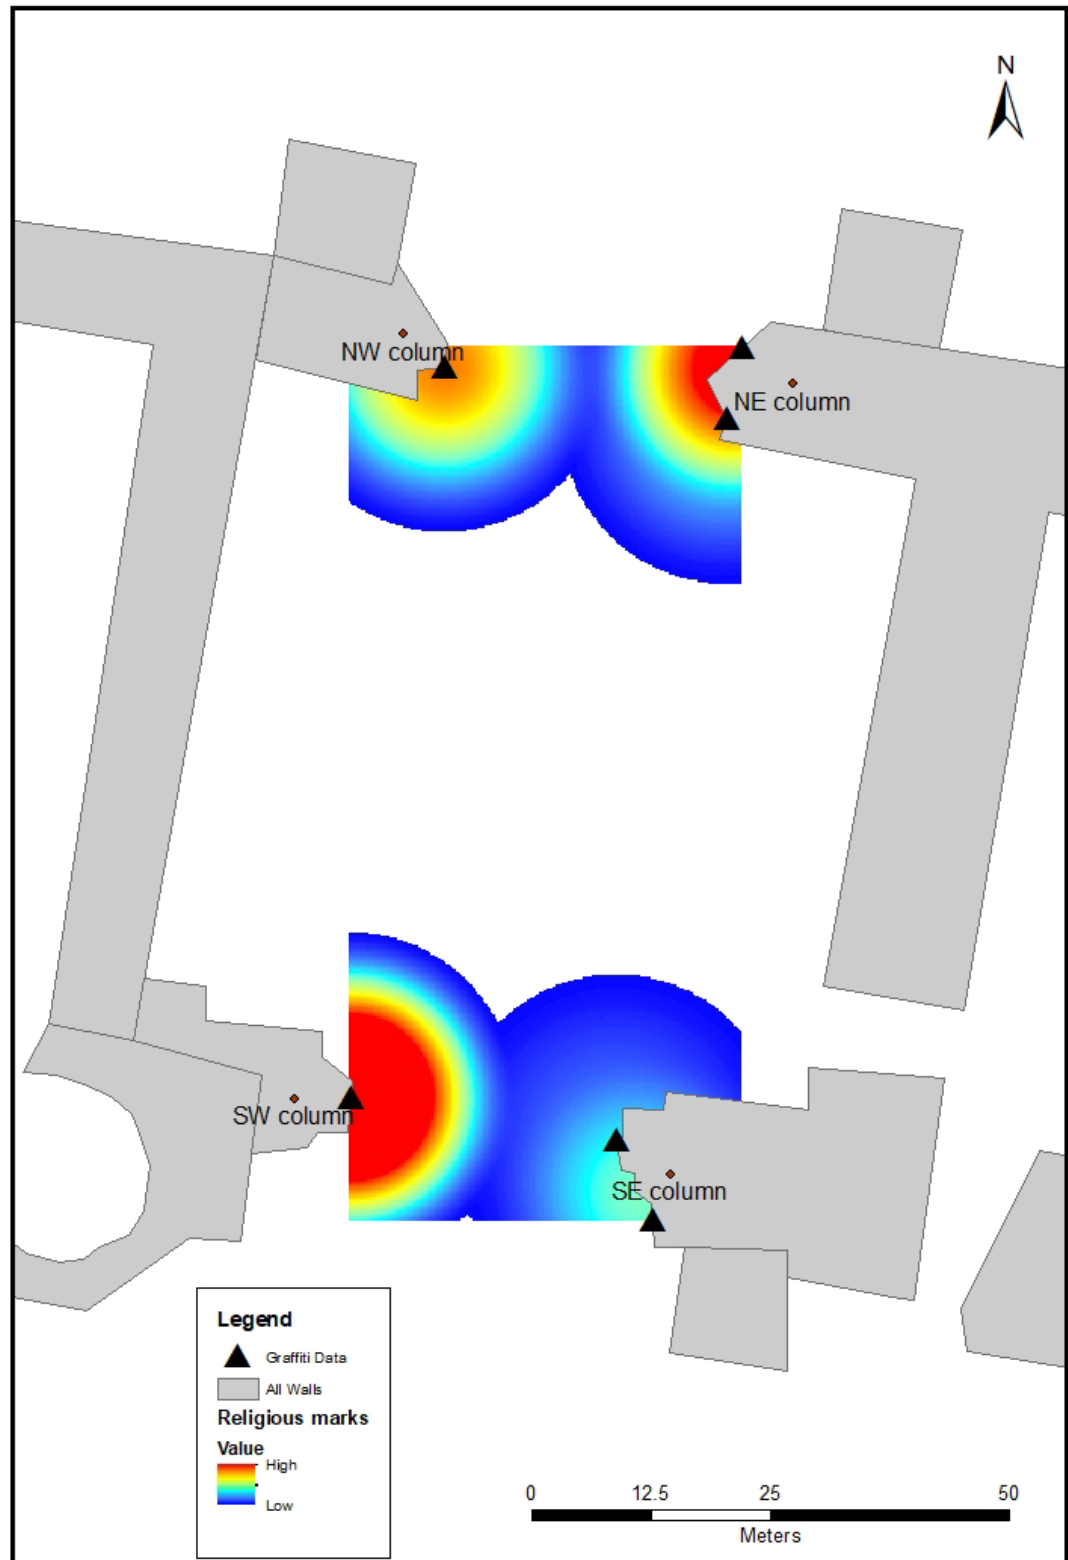 N
NW column
NE column
SW column
SE column
Legend
Graffiti Data
All Walls
Religious marks
Value
High
Low
0 12.5 25 50
Meters